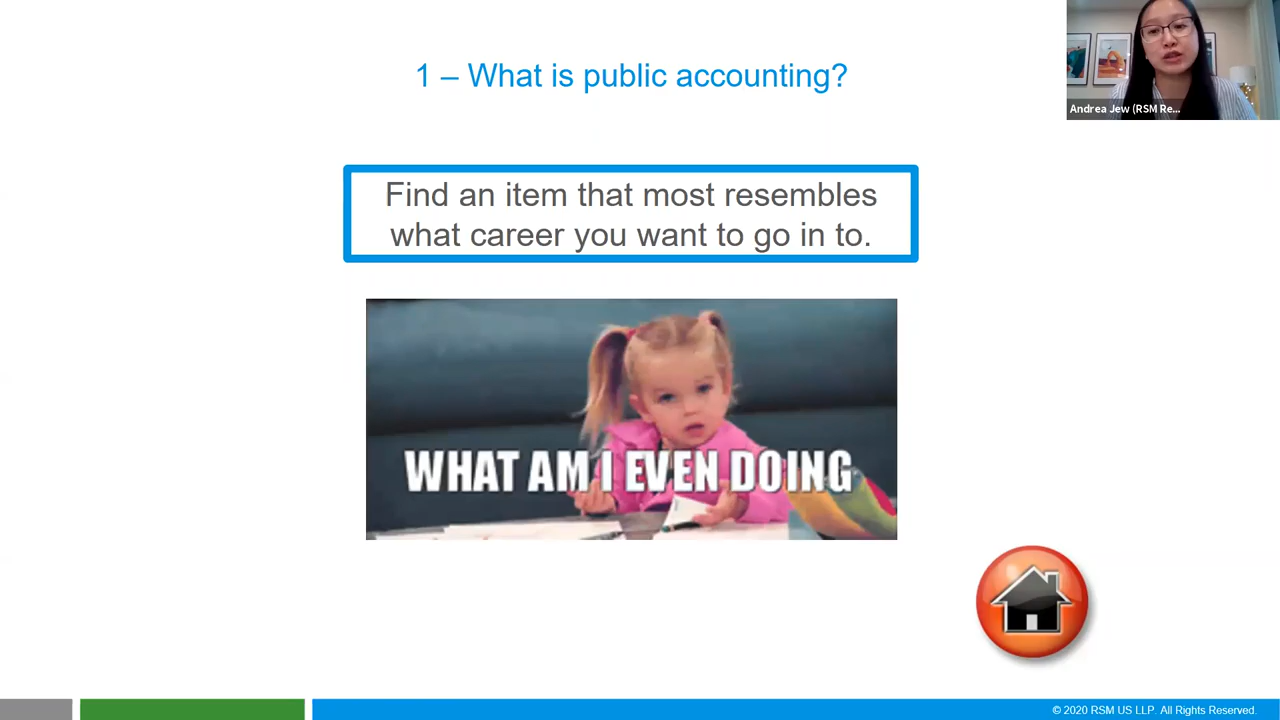 1 – What is public accounting?
Andrea Jew (RSM Re...
Find an item that most resembles
what career you want to go in to.
WHAT AM I EVEN DOING
© 2020 RSM US LLP. All Rights Reserved.